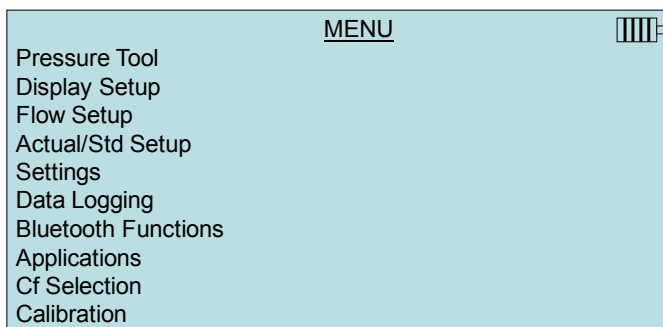 MENU
Pressure Tool
Display Setup
Flow Setup
Actual/Std Setup
Settings
Data Logging
Bluetooth Functions
Applications
Cf Selection
Calibration